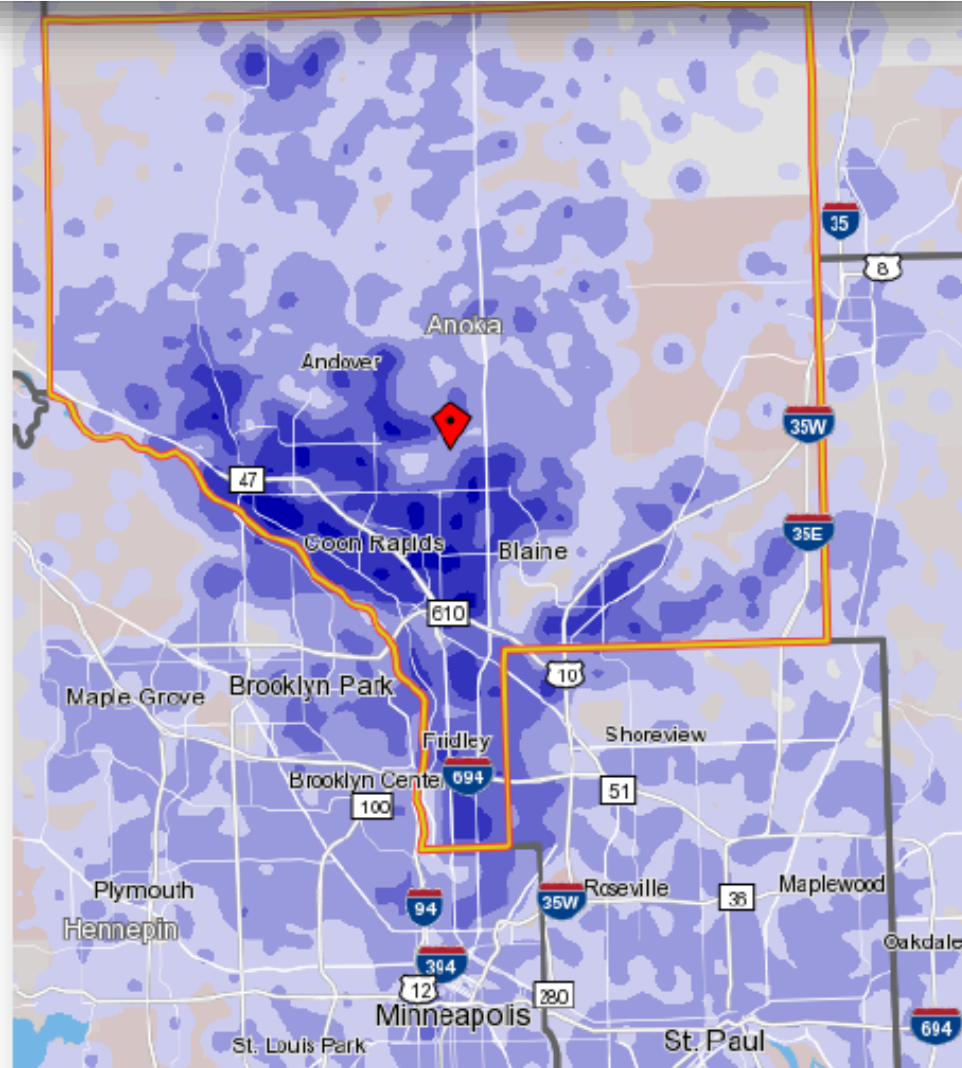 35
8
Anoka
Andover
35W
47
35E
Coon Rapids
Blaine
610
10
Brooklyn Park
Maple Grove
Shoreview
Fridley
694
Brooklyn Center
51
100
Plymouth
Roseville
Maplewood
36
94
35W
Hennepin
Oakdale
394
12
280
Minneapolis
694
St. Paul
St. Louis Park